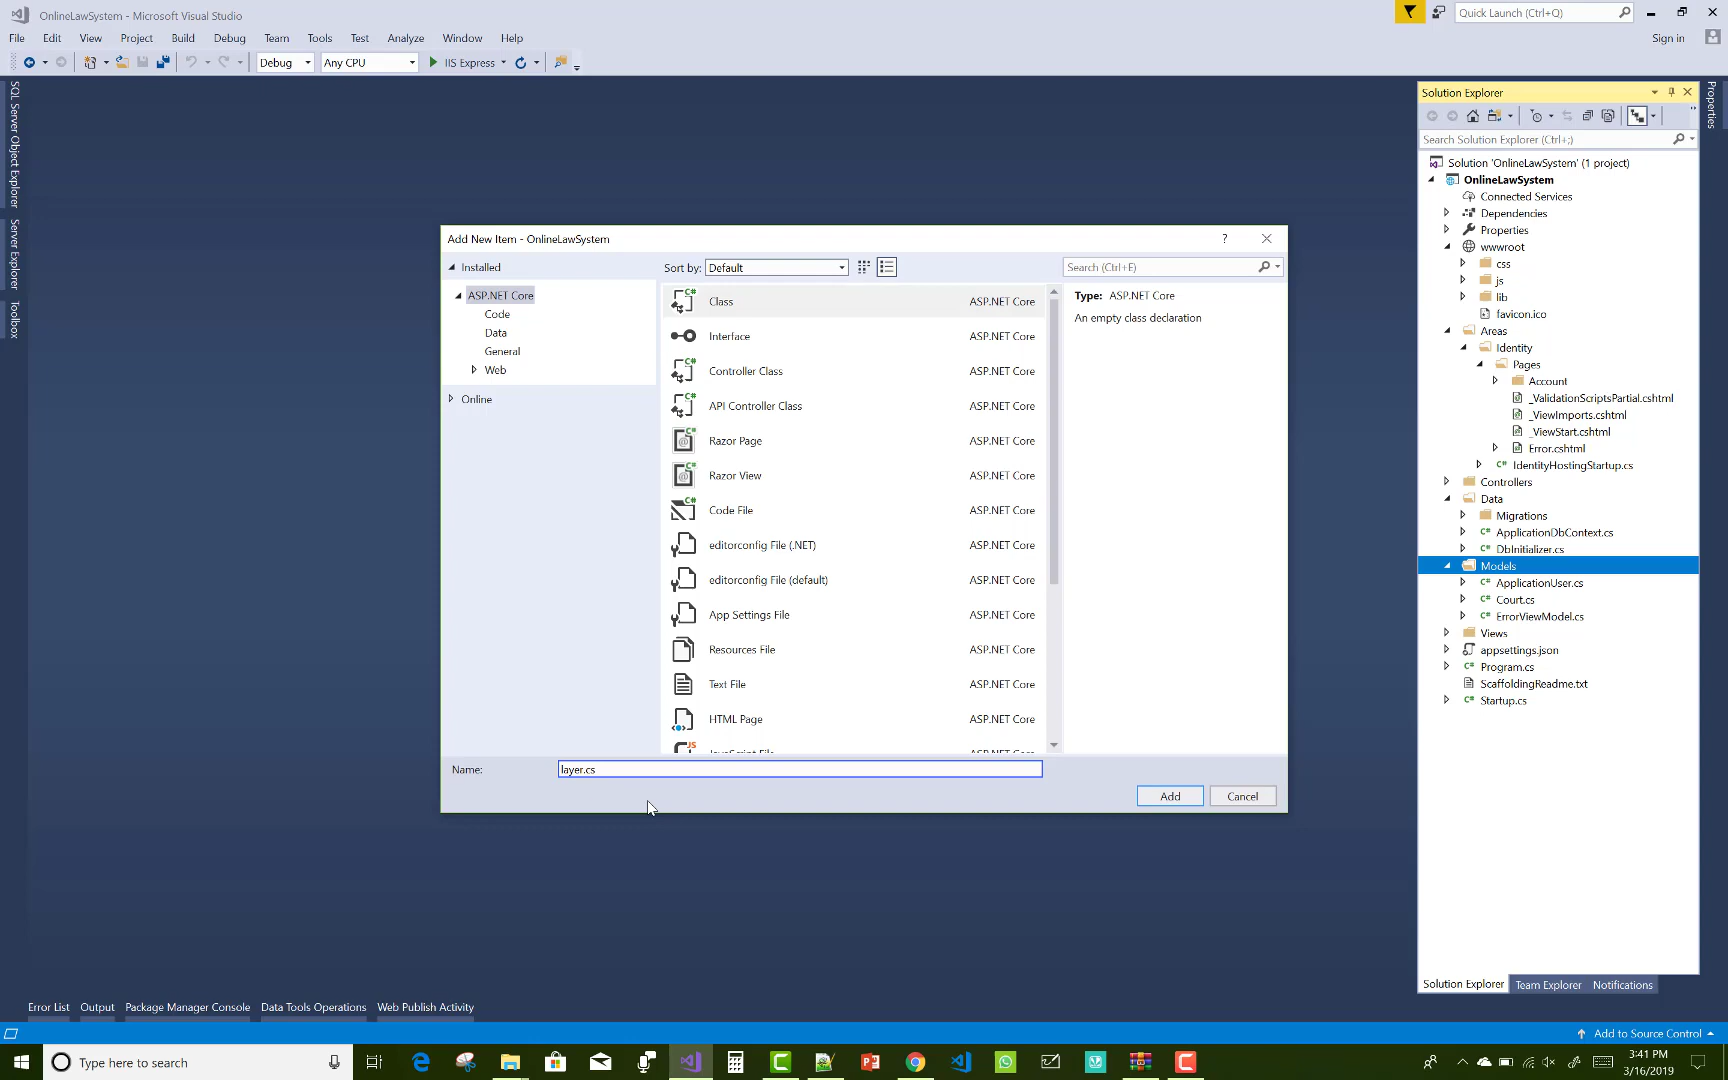 OnlineLawSystem - Microsoft Visual Studio
Quick Launch (Ctrl+Q)
File Edit View Project Build Debug Team Tools Test Analyze Window Help
Sign in
Debug Any CPU IIS Express
SQL Server Object Explorer
Server Explorer
Toolbox
Add New Item - OnlineLawSystem
?
Installed
ASP.NET Core
Code
Data
General
Web
Online
Sort by: Default
Class ASP.NET Core
Interface ASP.NET Core
Controller Class ASP.NET Core
API Controller Class ASP.NET Core
Razor Page ASP.NET Core
Razor View ASP.NET Core
Code File ASP.NET Core
editorconfig File (.NET) ASP.NET Core
editorconfig File (default) ASP.NET Core
App Settings File ASP.NET Core
Resources File ASP.NET Core
Text File ASP.NET Core
HTML Page ASP.NET Core
JavaScript File ASP.NET Core
Search (Ctrl+E)
Type: ASP.NET Core
An empty class declaration
Name: layer.cs
Add Cancel
Solution Explorer
Search Solution Explorer (Ctrl+;)
Solution 'OnlineLawSystem' (1 project)
OnlineLawSystem
Connected Services
Dependencies
Properties
wwwroot
css
js
lib
favicon.ico
Areas
Identity
Pages
Account
_ValidationScriptsPartial.cshtml
_ViewImports.cshtml
_ViewStart.cshtml
Error.cshtml
IdentityHostingStartup.cs
Controllers
Data
Migrations
ApplicationDbContext.cs
DbInitializer.cs
Models
ApplicationUser.cs
Court.cs
ErrorViewModel.cs
Views
appsettings.json
Program.cs
ScaffoldingReadme.txt
Startup.cs
Solution Explorer Team Explorer Notifications
Properties
Error List Output Package Manager Console Data Tools Operations Web Publish Activity
Add to Source Control
Type here to search
3:41 PM
3/16/2019